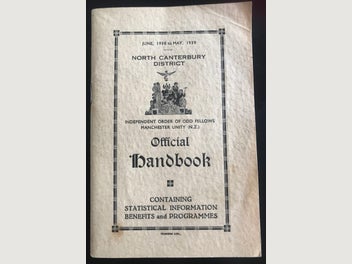 JUNE, 1938 to MAY, 1939
NORTH CANTERBURY
DISTRICT
INDEPENDENT ORDER OF ODD FELLOWS
MANCHESTER UNITY (N.Z.)
Official
Handbook
CONTAINING
STATISTICAL INFORMATION
BENEFITS and PROGRAMMES